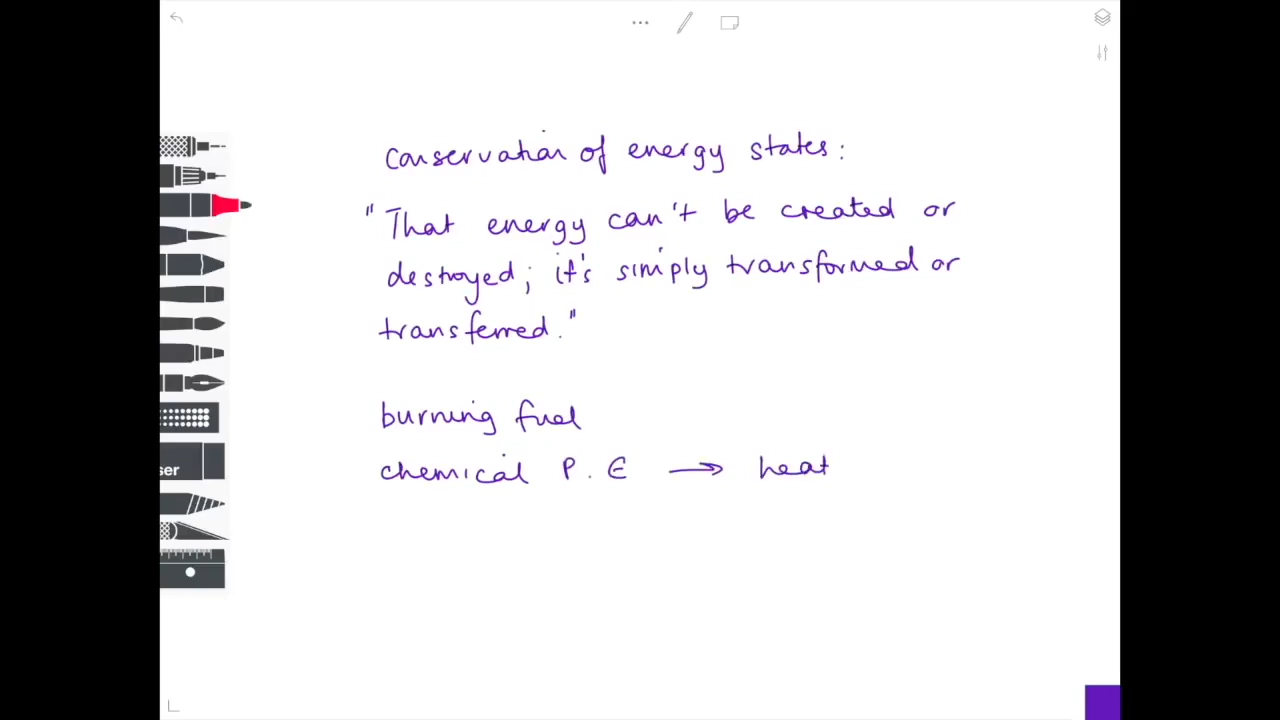 conservation of energy states:
"That energy can't be created or
destroyed; it's simply transformed or
transferred."
burning fuel
chemical P.E → heat
ser